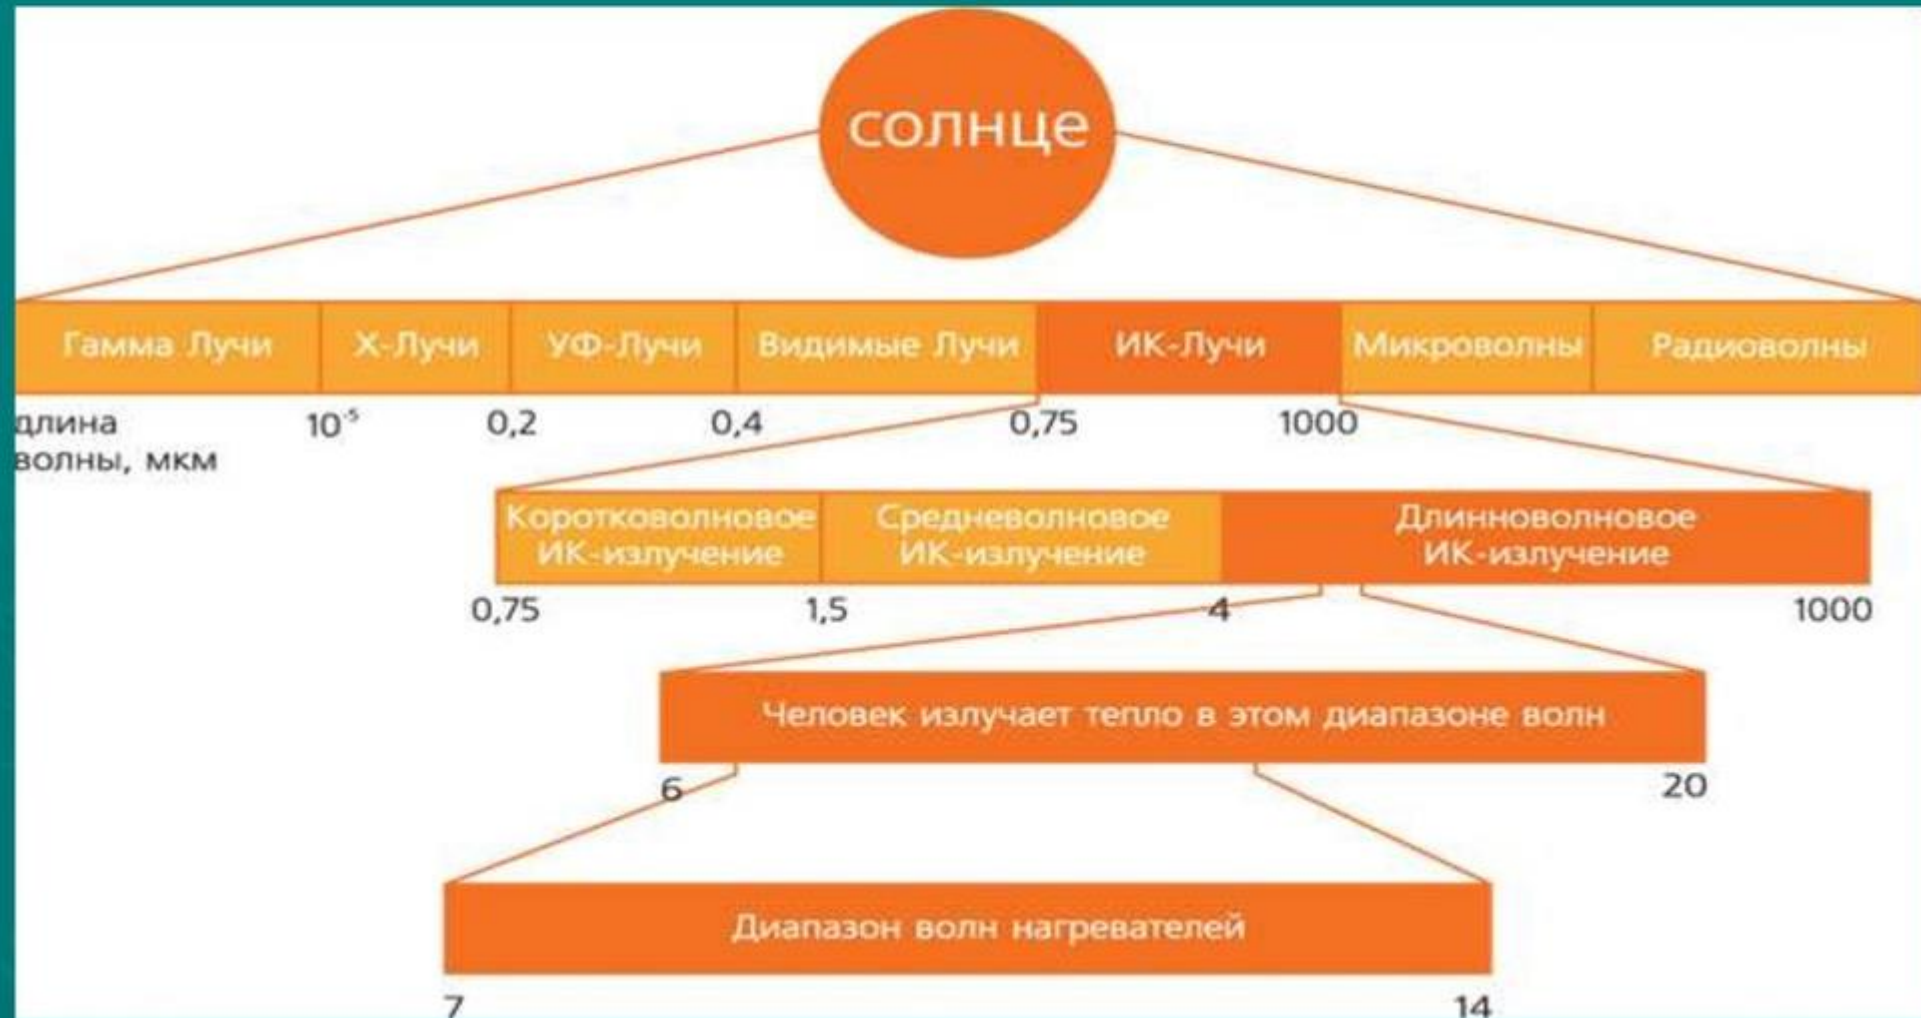 солнце
Гамма Лучи
Х-Лучи
УФ-Лучи
Видимые Лучи
ИК-Лучи
Микроволны
Радиоволны
длина
волны, мкм
10⁻⁵
0,2
0,4
0,75
1000
Коротковолновое
ИК-излучение
Средневолновое
ИК-излучение
Длинноволновое
ИК-излучение
0,75
1,5
4
1000
Человек излучает тепло в этом диапазоне волн
6
20
Диапазон волн нагревателей
7
14